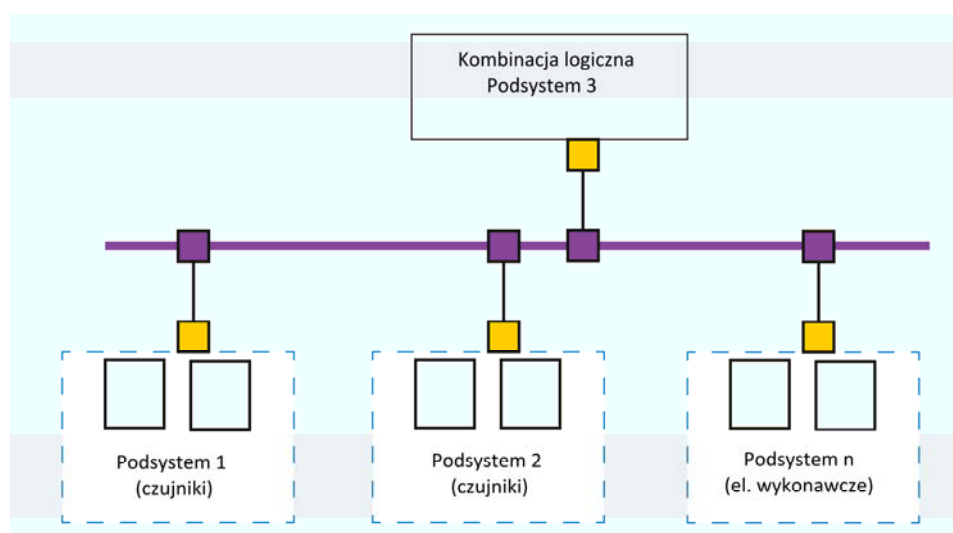 Kombinacja logiczna
Podsystem 3
Podsystem 1
(czujniki)
Podsystem 2
(czujniki)
Podsystem n
(el. wykonawcze)